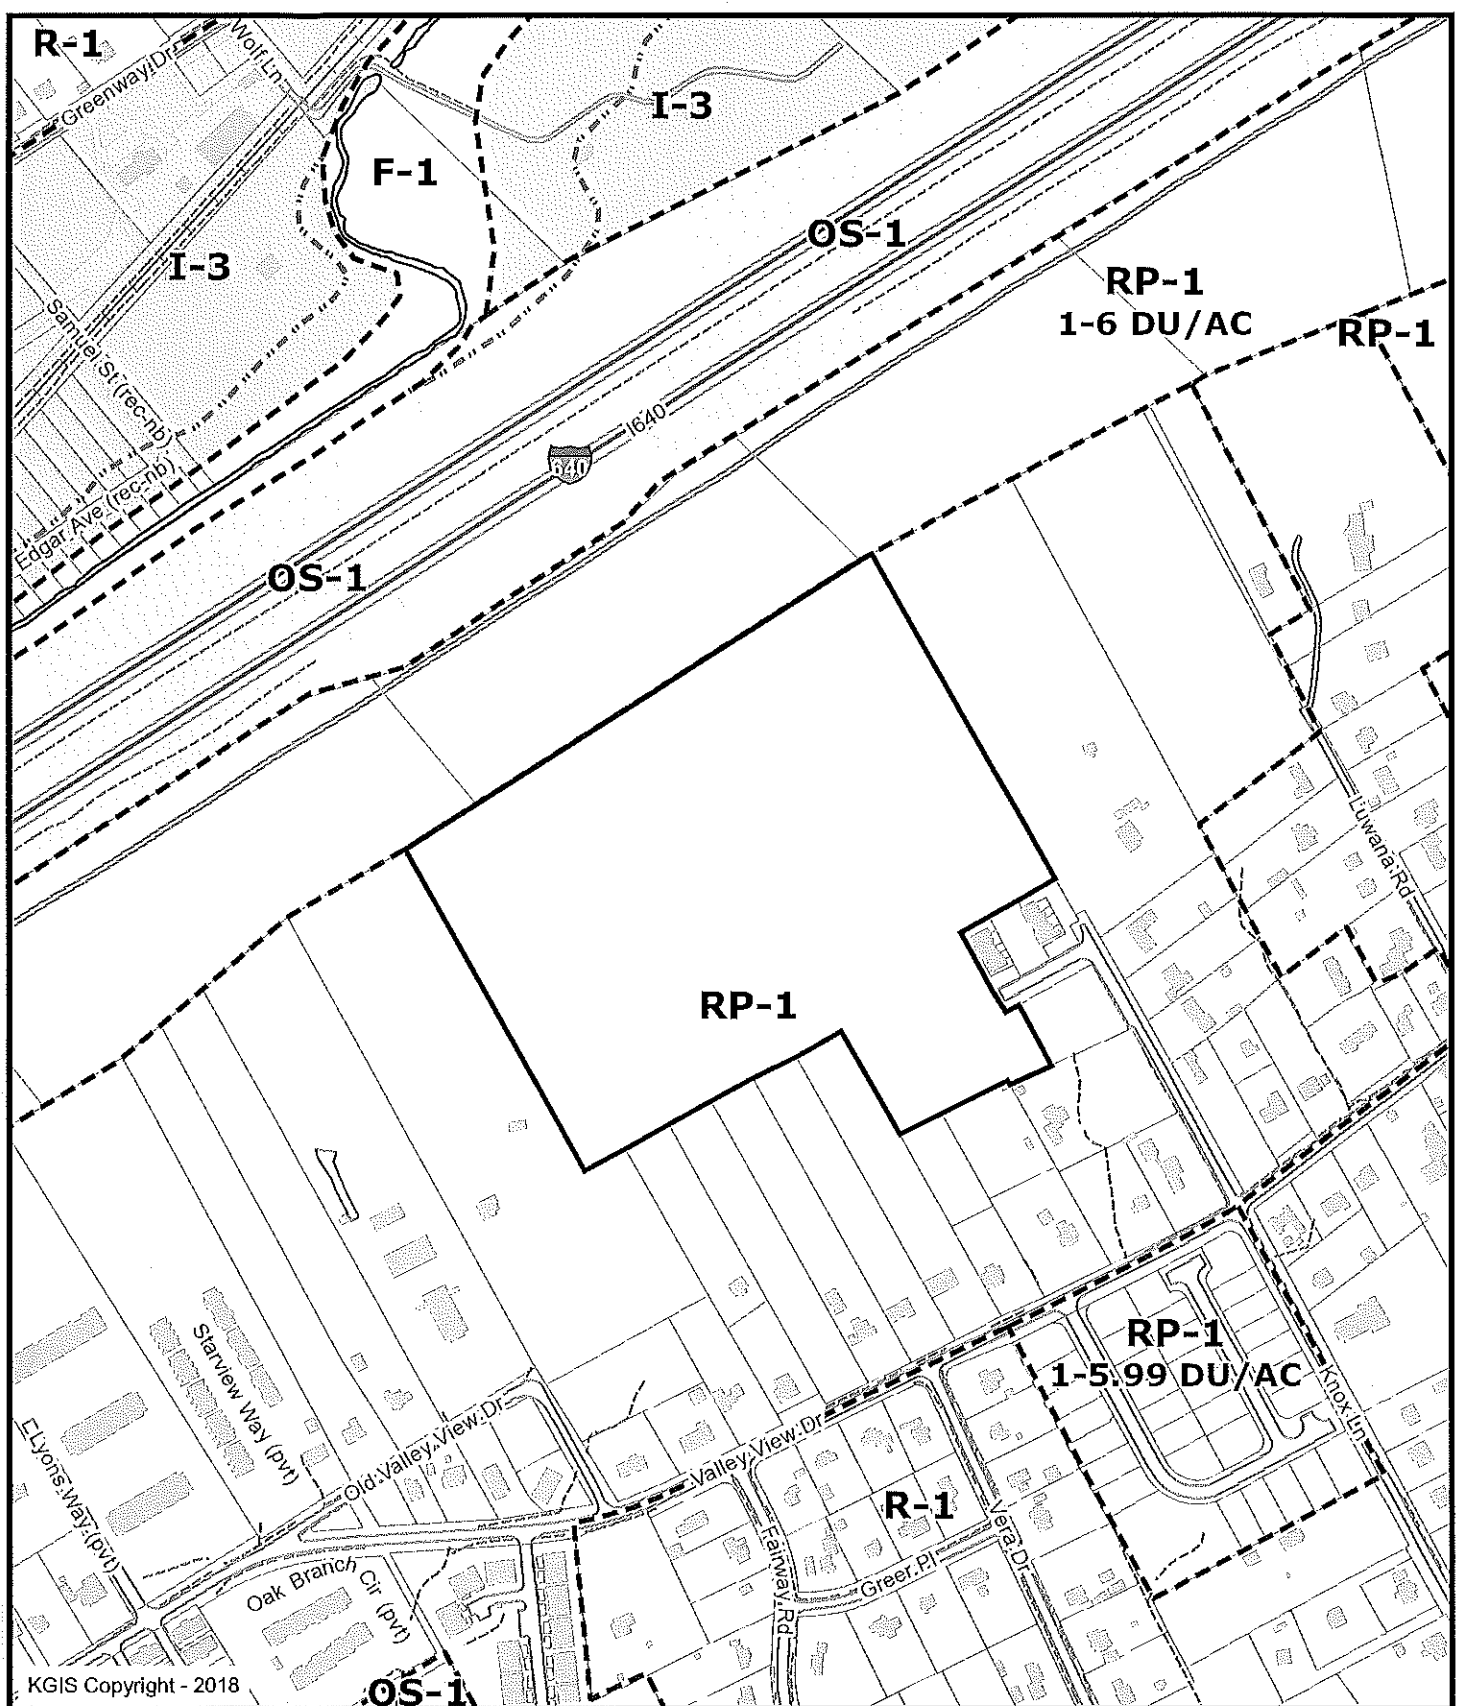 R-1
Greenway Dr
Wolf Ln
I-3
F-1
OS-1
I-3
RP-1
1-6 DU/AC
RP-1
Samuel St (rec-nb)
I640
640
Edgar Ave (rec-nb)
OS-1
Luwana Rd
RP-1
Starview Way (pvt)
RP-1
1-5.99 DU/AC
Knox Ln
Lyons Way (pvt)
Old Valley View Dr
Valley View Dr
R-1
Vera Dr
Fairway Rd
Greer Pl
Oak Branch Cir (pvt)
KGIS Copyright - 2018
OS-1